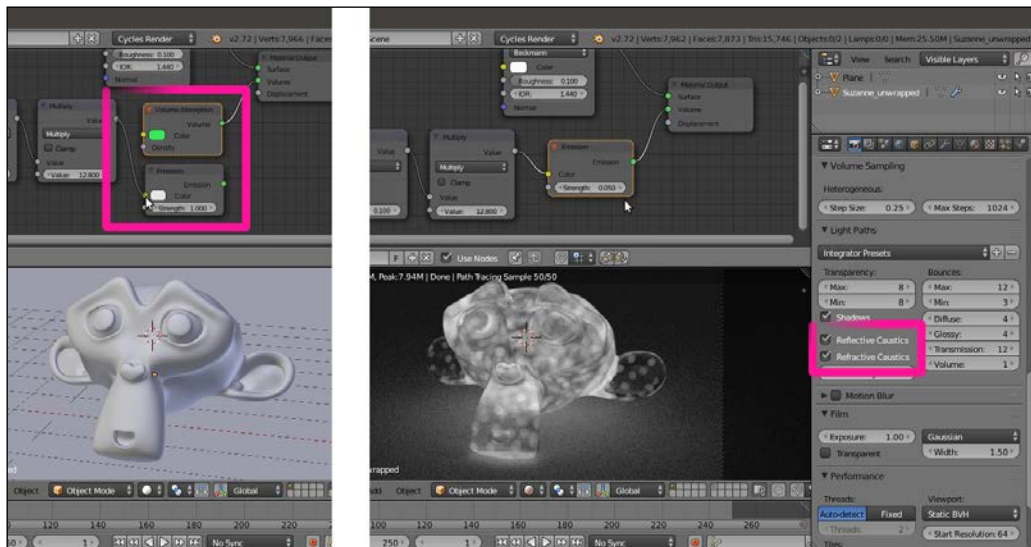 Cycles Render
v2.72 | Verts:7,966 | Faces
Roughness: 0.100
IOR: 1.440
Normal
Material Output
Surface
Volume
Displacement
Multiply
Value
Multiply
Clamp
Value
Value: 12.800
Volume Absorption
Volume
Color
Density
Emission
Emission
Color
Strength: 1.000
Object
Object Mode
Global
120 140 160 180 200 220
1
No Sync
Scene
Cycles Render
v2.72 | Verts:7,962 | Faces:7,873 | Tris:15,746 | Objects:0/2 | Lamps:0/0 | Mem:25.50M | Suzanne_unwrapped
Beckmann
Color
Roughness: 0.100
IOR: 1.440
Normal
Material Output
Surface
Volume
Displacement
Multiply
Value
Multiply
Clamp
Value
Value: 12.800
0.100
Emission
Emission
Color
Strength: 0.050
F
Use Nodes
M, Peak:7.94M | Done | Path Tracing Sample 50/50
wrapped
Object
Object Mode
Global
100 120 140 160 180 200 220 240 260
250
1
No Sync
View Search Visible Layers
Plane
Suzanne_unwrapped
Volume Sampling
Heterogeneous:
Step Size: 0.25
Max Steps: 1024
Light Paths
Integrator Presets
Transparency:
Bounces:
Max: 8
Max: 12
Min: 8
Min: 3
Shadows
Diffuse: 4
Reflective Caustics
Glossy: 4
Refractive Caustics
Transmission: 12
Volume: 1
Motion Blur
Film
Exposure: 1.00
Gaussian
Transparent
Width: 1.50
Performance
Threads:
Viewport:
Auto-detect
Fixed
Static BVH
Threads: 2
Start Resolution: 64
Tiles: